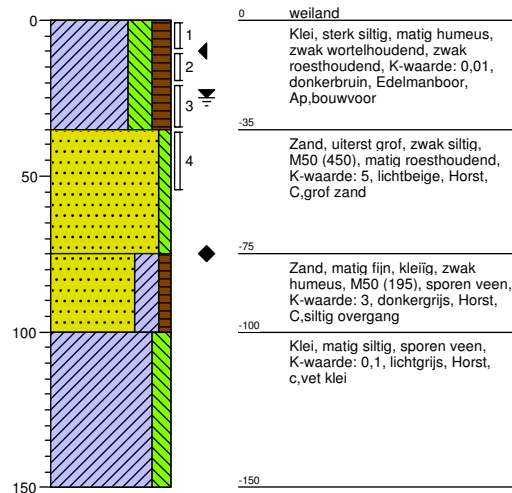 0
50
100
150
1
2
3
4
0
weiland
Klei, sterk siltig, matig humeus,
zwak wortelhoudend, zwak
roesthoudend, K-waarde: 0,01,
donkerbruin, Edelmanboor,
Ap,bouwvoor
-35
Zand, uiterst grof, zwak siltig,
M50 (450), matig roesthoudend,
K-waarde: 5, lichtbeige, Horst,
C,grof zand
-75
Zand, matig fijn, kleiïg, zwak
humeus, M50 (195), sporen veen,
K-waarde: 3, donkergrijs, Horst,
C,siltig overgang
-100
Klei, matig siltig, sporen veen,
K-waarde: 0,1, lichtgrijs, Horst,
c,vet klei
-150